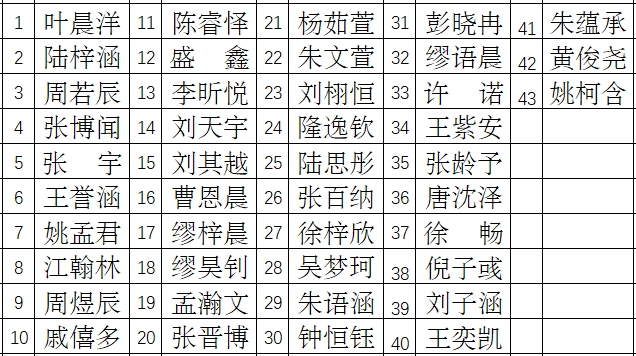 1 叶晨洋 11 陈睿怿 21 杨茹萱 31 彭晓冉 41 朱蕴承
2 陆梓涵 12 盛 鑫 22 朱文萱 32 缪语晨 42 黄俊尧
3 周若辰 13 李昕悦 23 刘栩恒 33 许 诺 43 姚柯含
4 张博闻 14 刘天宇 24 隆逸钦 34 王紫安
5 张 宇 15 刘其越 25 陆思彤 35 张龄予
6 王誉涵 16 曹恩晨 26 张百纳 36 唐沈泽
7 姚孟君 17 缪梓晨 27 徐梓欣 37 徐 畅
8 江翰林 18 缪昊钊 28 吴梦珂 38 倪子彧
9 周煜辰 19 孟瀚文 29 朱语涵 39 刘子涵
10 戚僖多 20 张晋博 30 钟恒钰 40 王奕凯